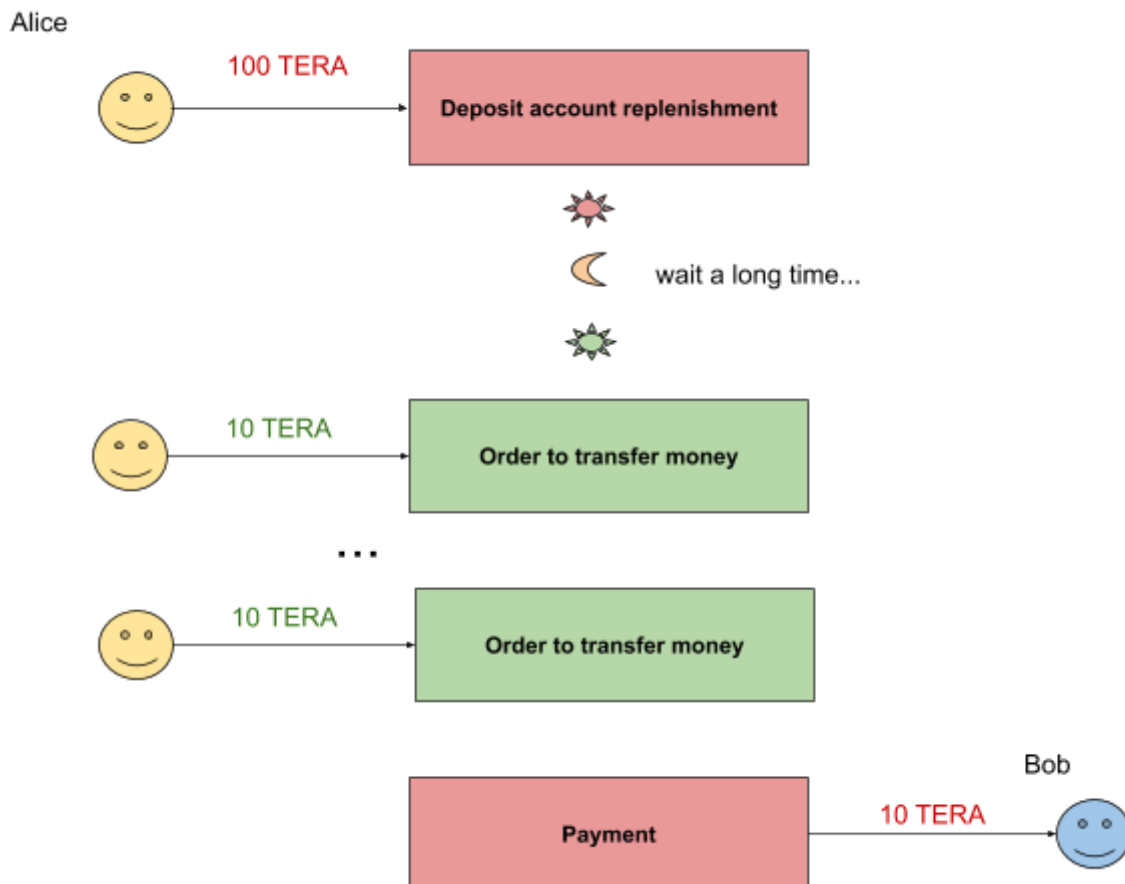 Alice
100 TERA
Deposit account replenishment
wait a long time...
10 TERA
Order to transfer money
...
10 TERA
Order to transfer money
Bob
Payment
10 TERA